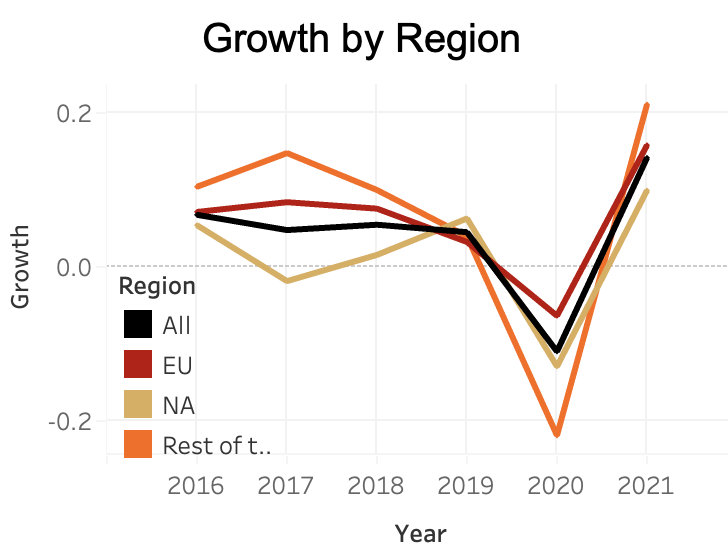 Growth by Region
0.2
0.0
-0.2
Growth
Region
All
EU
NA
Rest of t..
2016 2017 2018 2019 2020 2021
Year